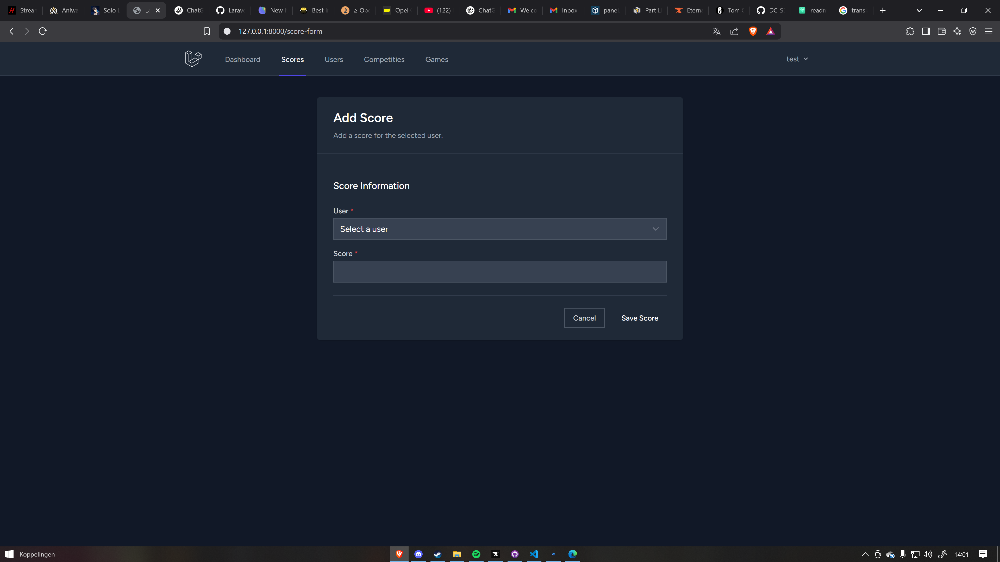 Strear
Aniwa
Solo L
La
ChatG
Larave
New f
Best I
≥ Ope
Opel
(122)
ChatG
Welco
Inbox
panel.
Part Li
Eterna
Tom C
DC-SI
readn
transl
127.0.0.1:8000/score-form
Dashboard
Scores
Users
Competities
Games
test
Add Score
Add a score for the selected user.
Score Information
User *
Select a user
Score *
Cancel
Save Score
Koppelingen
14:01